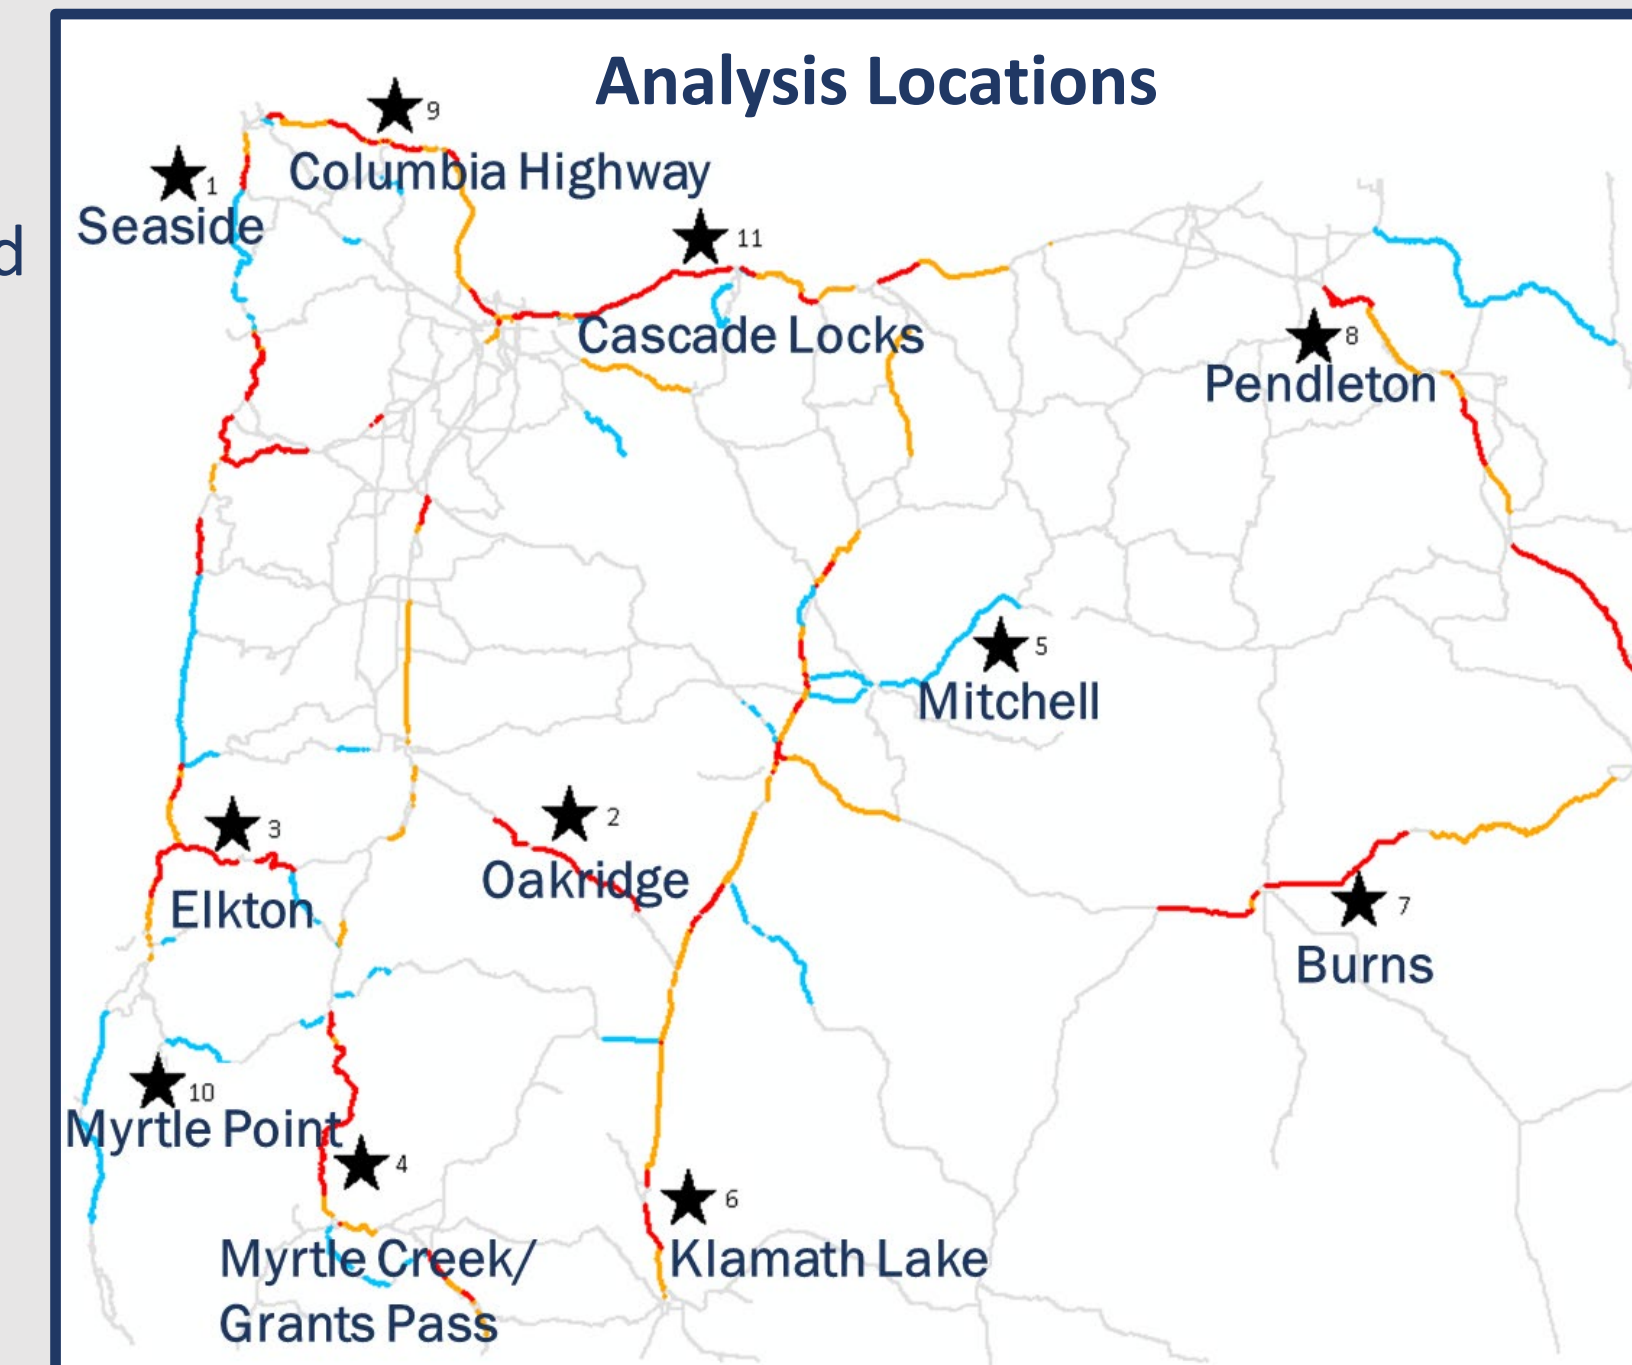 Analysis Locations
9
Columbia Highway
1
Seaside
d
11
Cascade Locks
8
Pendleton
5
Mitchell
2
Oakridge
3
Elkton
7
Burns
10
Myrtle Point
4
Myrtle Creek/
Grants Pass
6
Klamath Lake